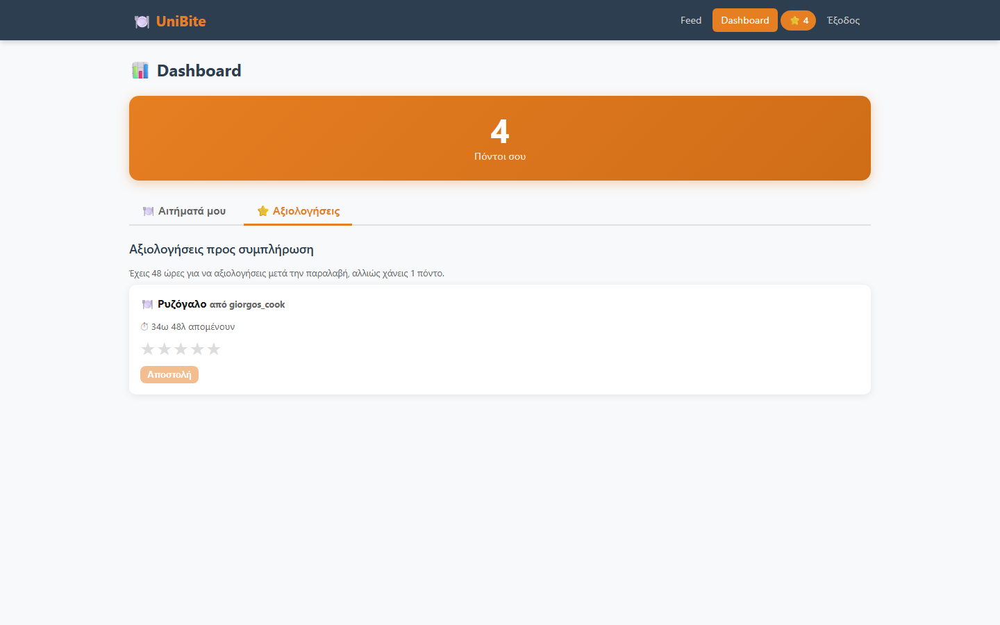 UniBite
Feed
Dashboard
4
Έξοδος
Dashboard
4
Πόντοι σου
Αιτήματά μου
Αξιολογήσεις
Αξιολογήσεις προς συμπλήρωση
Έχεις 48 ώρες για να αξιολογήσεις μετά την παραλαβή, αλλιώς χάνεις 1 πόντο.
Ρυζόγαλο από giorgos_cook
34ω 48λ απομένουν
Αποστολή